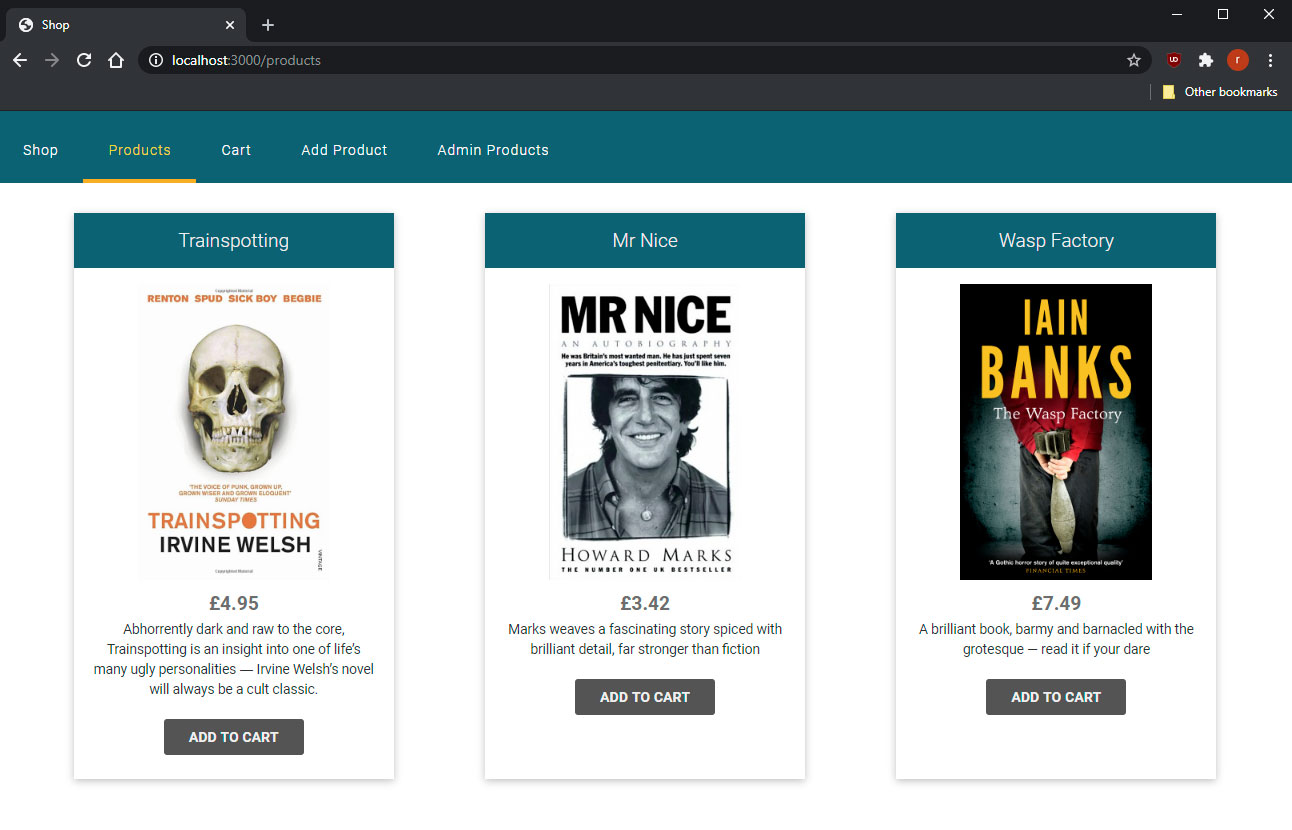 Shop
localhost:3000/products
UD
r
Other bookmarks
Shop
Products
Cart
Add Product
Admin Products
Trainspotting
Copyrighted Material
RENTON SPUD SICK BOY BEGBIE
'THE VOICE OF PUNK, GROWN UP,
GROWN WISER AND GROWN ELOQUENT'
SUNDAY TIMES
TRAINSPOTTING
IRVINE WELSH
VINTAGE
Copyrighted Material
£4.95
Abhorrently dark and raw to the core,
Trainspotting is an insight into one of life’s
many ugly personalities — Irvine Welsh’s novel
will always be a cult classic.
ADD TO CART
Mr Nice
MR NICE
AN AUTOBIOGRAPHY
He was Britain's most wanted man. He has just spent seven
years in America's toughest penitentiary. You'll like him.
HOWARD MARKS
THE NUMBER ONE UK BESTSELLER
£3.42
Marks weaves a fascinating story spiced with
brilliant detail, far stronger than fiction
ADD TO CART
Wasp Factory
IAIN
BANKS
The Wasp Factory
'A Gothic horror story of quite exceptional quality'
FINANCIAL TIMES
£7.49
A brilliant book, barmy and barnacled with the
grotesque — read it if your dare
ADD TO CART